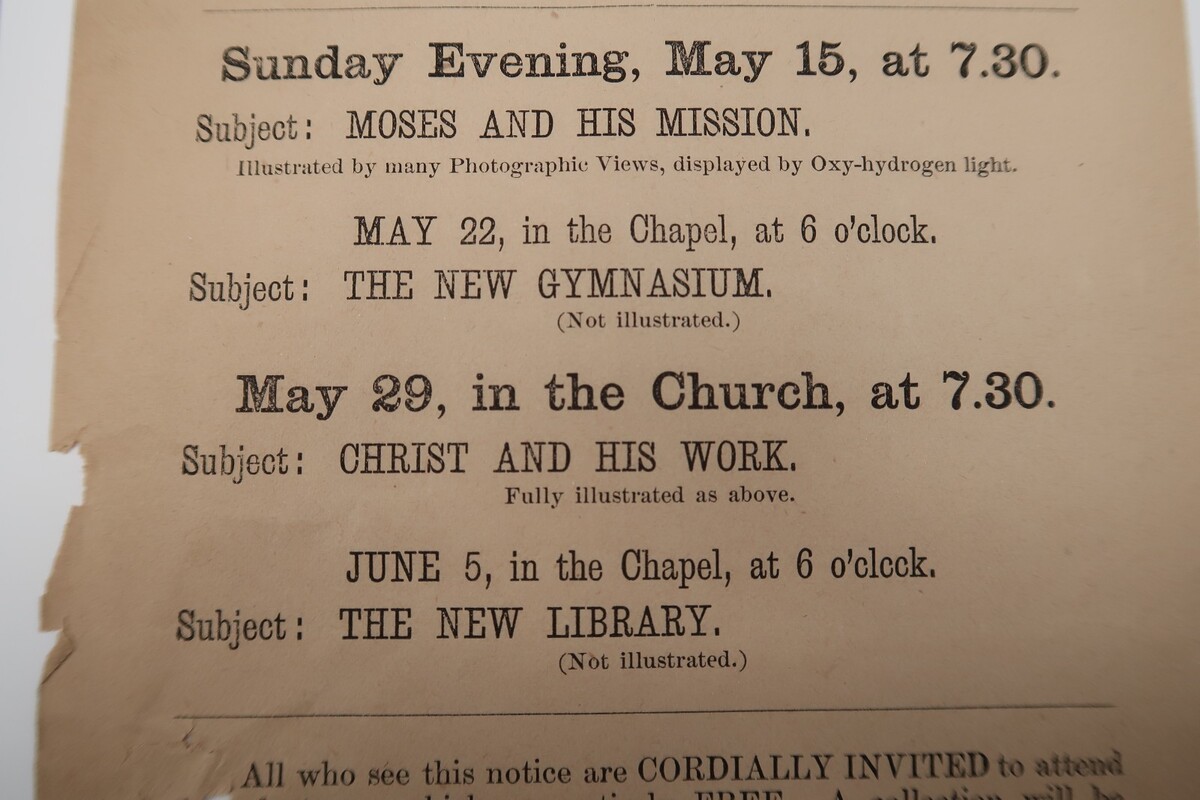 Sunday Evening, May 15, at 7.30.
Subject: MOSES AND HIS MISSION.
Illustrated by many Photographic Views, displayed by Oxy-hydrogen light.
MAY 22, in the Chapel, at 6 o'clock.
Subject: THE NEW GYMNASIUM.
(Not illustrated.)
May 29, in the Church, at 7.30.
Subject: CHRIST AND HIS WORK.
Fully illustrated as above.
JUNE 5, in the Chapel, at 6 o'clcck.
Subject: THE NEW LIBRARY.
(Not illustrated.)
All who see this notice are CORDIALLY INVITED to attend
FREE. A collection will be